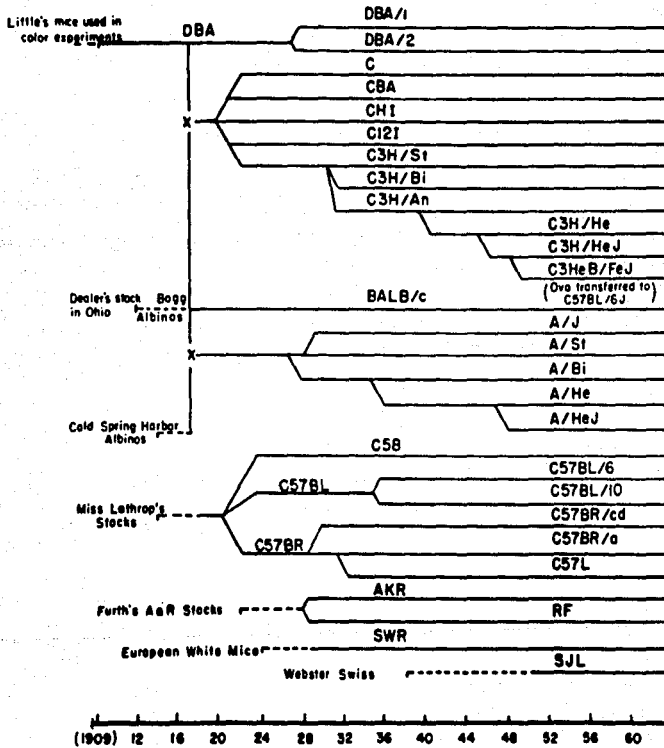 Little's mice used in
color experiments
DBA
DBA/1
DBA/2
C
CBA
CHI
C12I
C3H/St
C3H/Bi
C3H/An
C3H/He
C3H/HeJ
C3HeB/FeJ
(Ova transferred to
C57BL/6J)
X
Dealer's stock
in Ohio
Bagg
Albinos
BALB/c
A/J
A/St
X
A/Bi
A/He
A/HeJ
Cold Spring Harbor
Albinos
C58
C57BL
C57BL/6
C57BL/10
Miss Lathrop's
Stocks
C57BR/cd
C57BR
C57BR/a
C57L
AKR
Furth's A&R Stocks
RF
SWR
European White Mice
SJL
Webster Swiss
(1909) 12 16 20 24 28 32 36 40 44 48 52 56 60